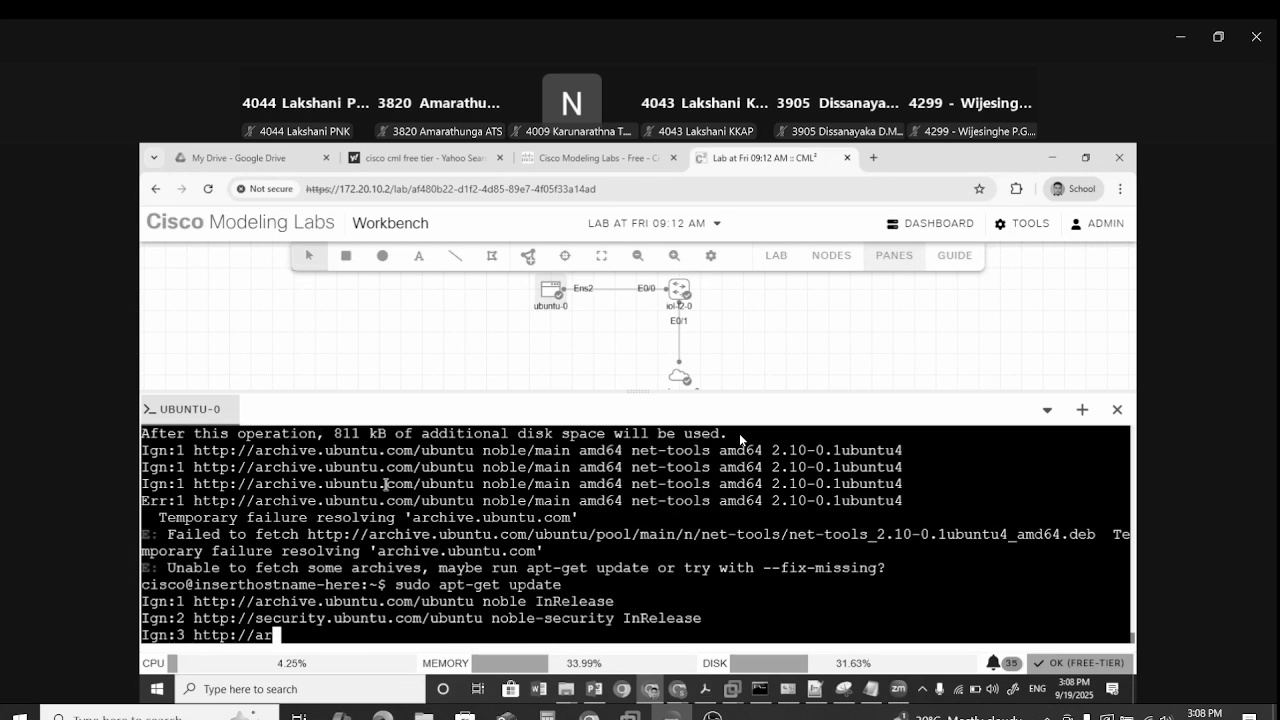 4044 Lakshani P... 3820 Amarathu... N 4043 Lakshani K... 3905 Dissanaya... 4299 - Wijesing...
4044 Lakshani PNK 3820 Amarathunga ATS 4009 Karunarathna T... 4043 Lakshani KKAP 3905 Dissanayaka D.M... 4299 - Wijesinghe P.G....
My Drive - Google Drive cisco cml free tier - Yahoo Sear Cisco Modeling Labs - Free - Ci Lab at Fri 09:12 AM :: CML²
Not secure https://172.20.10.2/lab/af480b22-d1f2-4d85-89e7-4f05f33a14ad School
Cisco Modeling Labs Workbench LAB AT FRI 09:12 AM DASHBOARD TOOLS ADMIN
A LAB NODES PANES GUIDE
Ens2 E0/0
ubuntu-0 iol-l2-0
E0/1
UBUNTU-0
After this operation, 811 kB of additional disk space will be used.
Ign:1 http://archive.ubuntu.com/ubuntu noble/main amd64 net-tools amd64 2.10-0.1ubuntu4
Ign:1 http://archive.ubuntu.com/ubuntu noble/main amd64 net-tools amd64 2.10-0.1ubuntu4
Ign:1 http://archive.ubuntu.com/ubuntu noble/main amd64 net-tools amd64 2.10-0.1ubuntu4
Err:1 http://archive.ubuntu.com/ubuntu noble/main amd64 net-tools amd64 2.10-0.1ubuntu4
Temporary failure resolving 'archive.ubuntu.com'
E: Failed to fetch http://archive.ubuntu.com/ubuntu/pool/main/n/net-tools/net-tools_2.10-0.1ubuntu4_amd64.deb Te
mporary failure resolving 'archive.ubuntu.com'
E: Unable to fetch some archives, maybe run apt-get update or try with --fix-missing?
cisco@inserthostname-here:~$ sudo apt-get update
Ign:1 http://archive.ubuntu.com/ubuntu noble InRelease
Ign:2 http://security.ubuntu.com/ubuntu noble-security InRelease
Ign:3 http://ar
CPU 4.25% MEMORY 33.99% DISK 31.63% 35 OK (FREE-TIER)
Type here to search ENG 3:08 PM
9/19/2025
Type here to search Mostly cloudy 3:08 PM